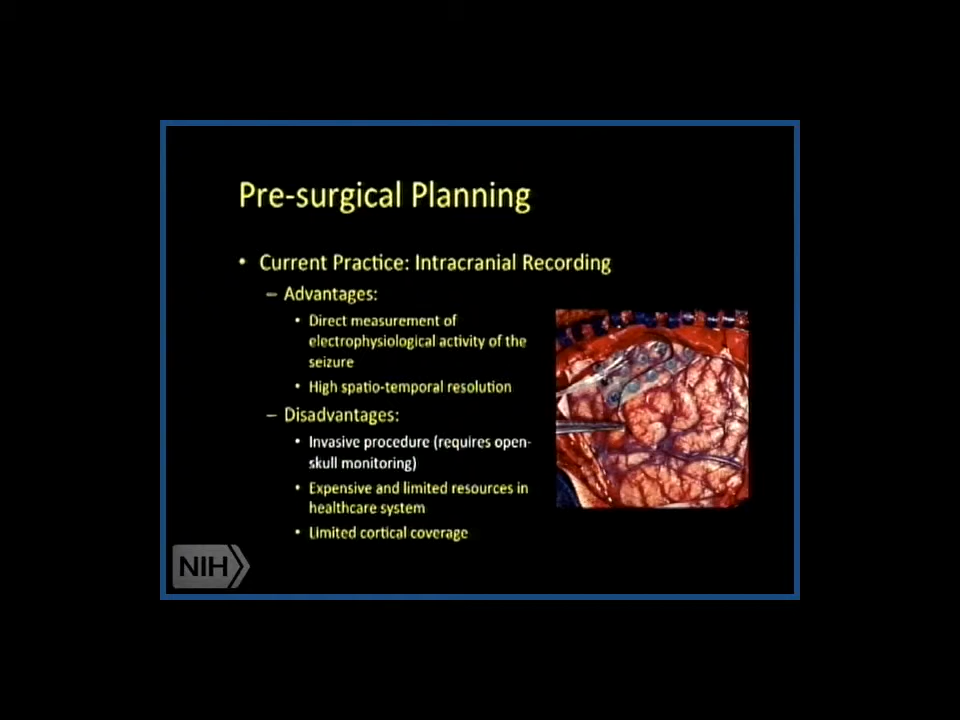 Pre-surgical Planning
• Current Practice: Intracranial Recording
– Advantages:
• Direct measurement of
electrophysiological activity of the
seizure
• High spatio-temporal resolution
– Disadvantages:
• Invasive procedure (requires open-
skull monitoring)
• Expensive and limited resources in
healthcare system
• Limited cortical coverage
NIH